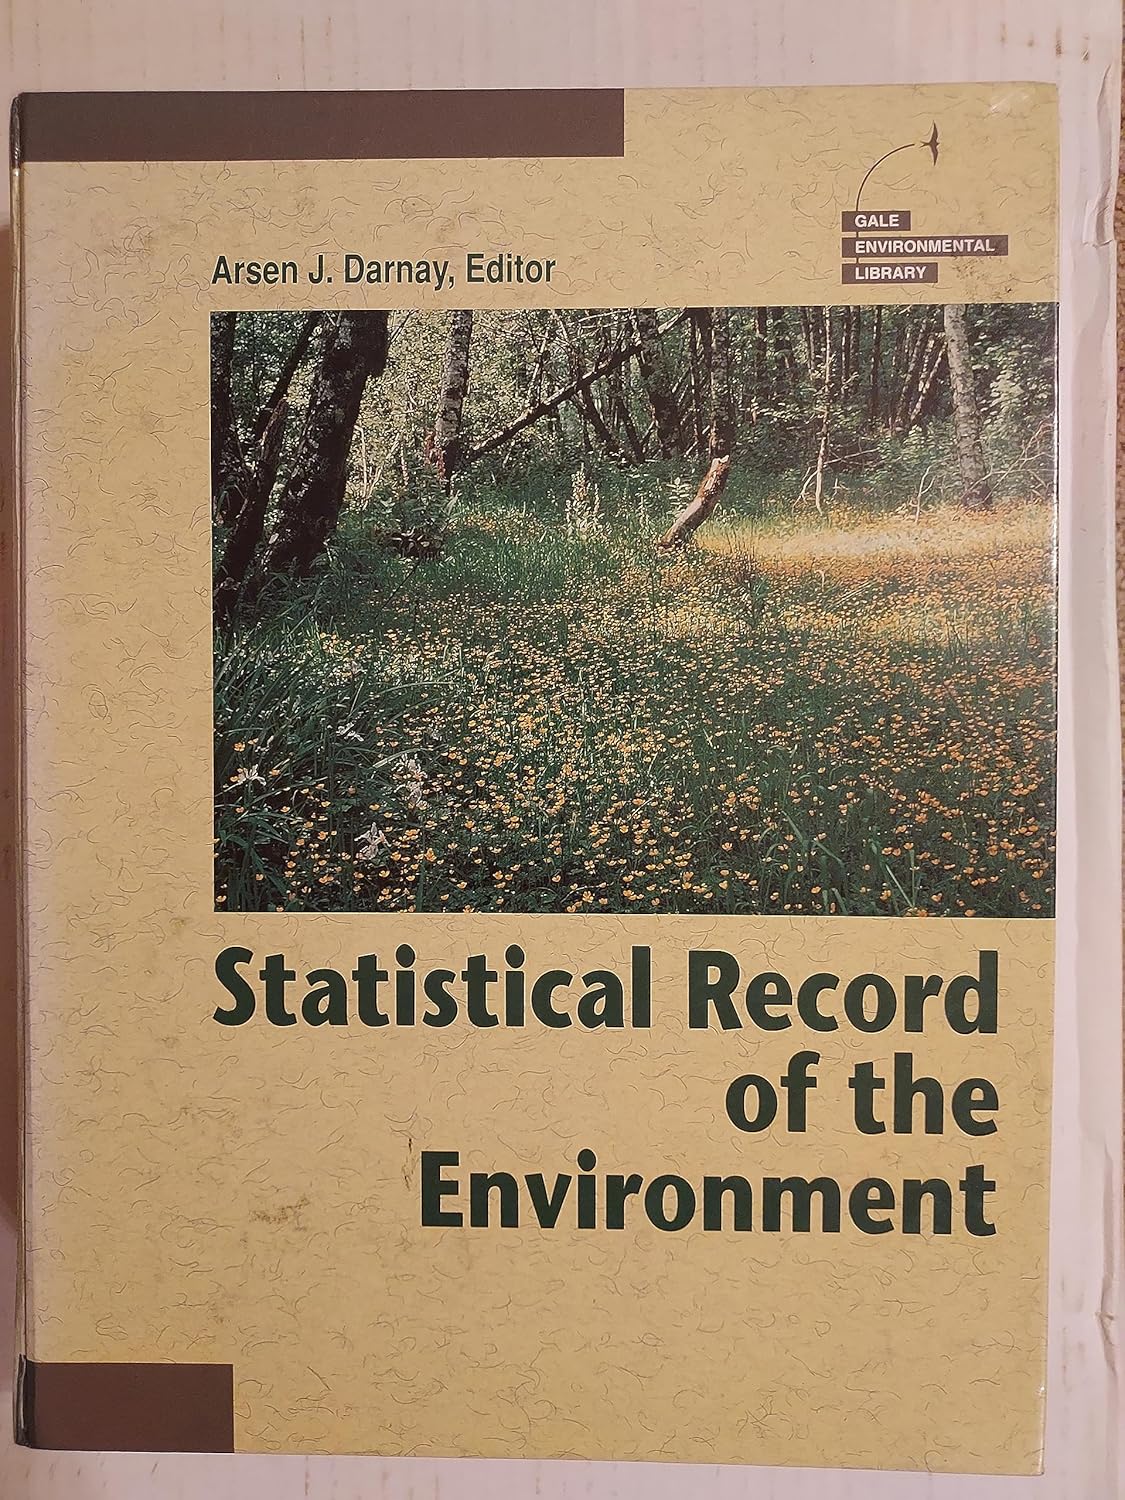 GALE
ENVIRONMENTAL
LIBRARY
Arsen J. Darnay, Editor
Statistical Record
of the
Environment